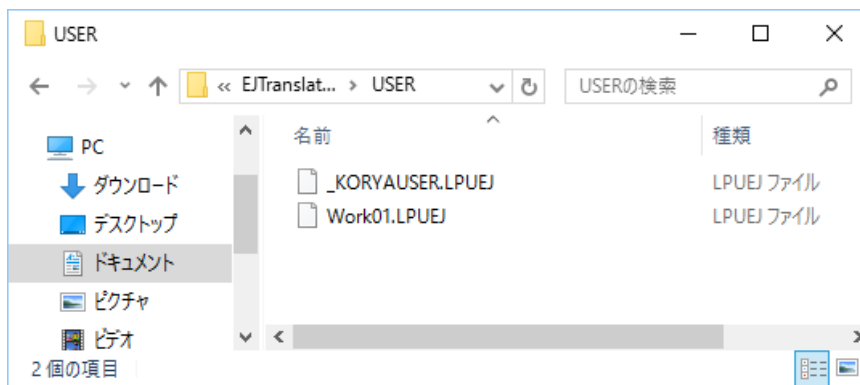 USER
« EJTranslat... > USER
USERの検索
PC
ダウンロード
デスクトップ
ドキュメント
ピクチャ
ビデオ
名前 種類
_KORYAUSER.LPUEJ LPUEJ ファイル
Work01.LPUEJ LPUEJ ファイル
2 個の項目